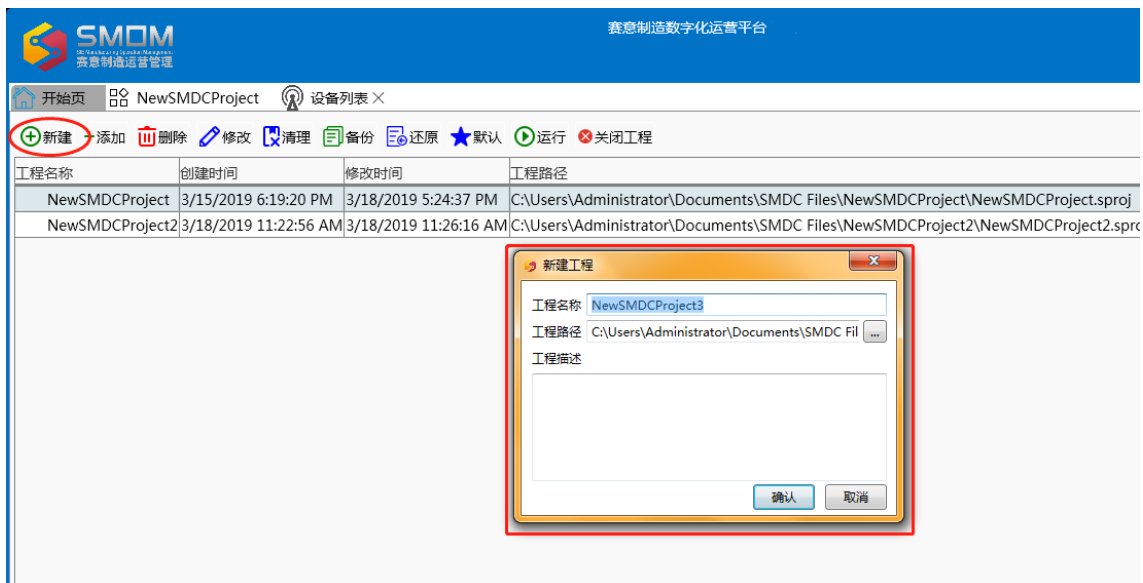 赛意制造数字化运营平台
SMOM
赛意制造运营管理
开始页 NewSMDCProject 设备列表
新建 添加 删除 修改 清理 备份 还原 默认 运行 关闭工程
工程名称 创建时间 修改时间 工程路径
NewSMDCProject 3/15/2019 6:19:20 PM 3/18/2019 5:24:37 PM C:\Users\Administrator\Documents\SMDC Files\NewSMDCProject\NewSMDCProject.sproj
NewSMDCProject2 3/18/2019 11:22:56 AM 3/18/2019 11:26:16 AM C:\Users\Administrator\Documents\SMDC Files\NewSMDCProject2\NewSMDCProject2.spro
新建工程
工程名称 NewSMDCProject3
工程路径 C:\Users\Administrator\Documents\SMDC Fil ...
工程描述
确认 取消